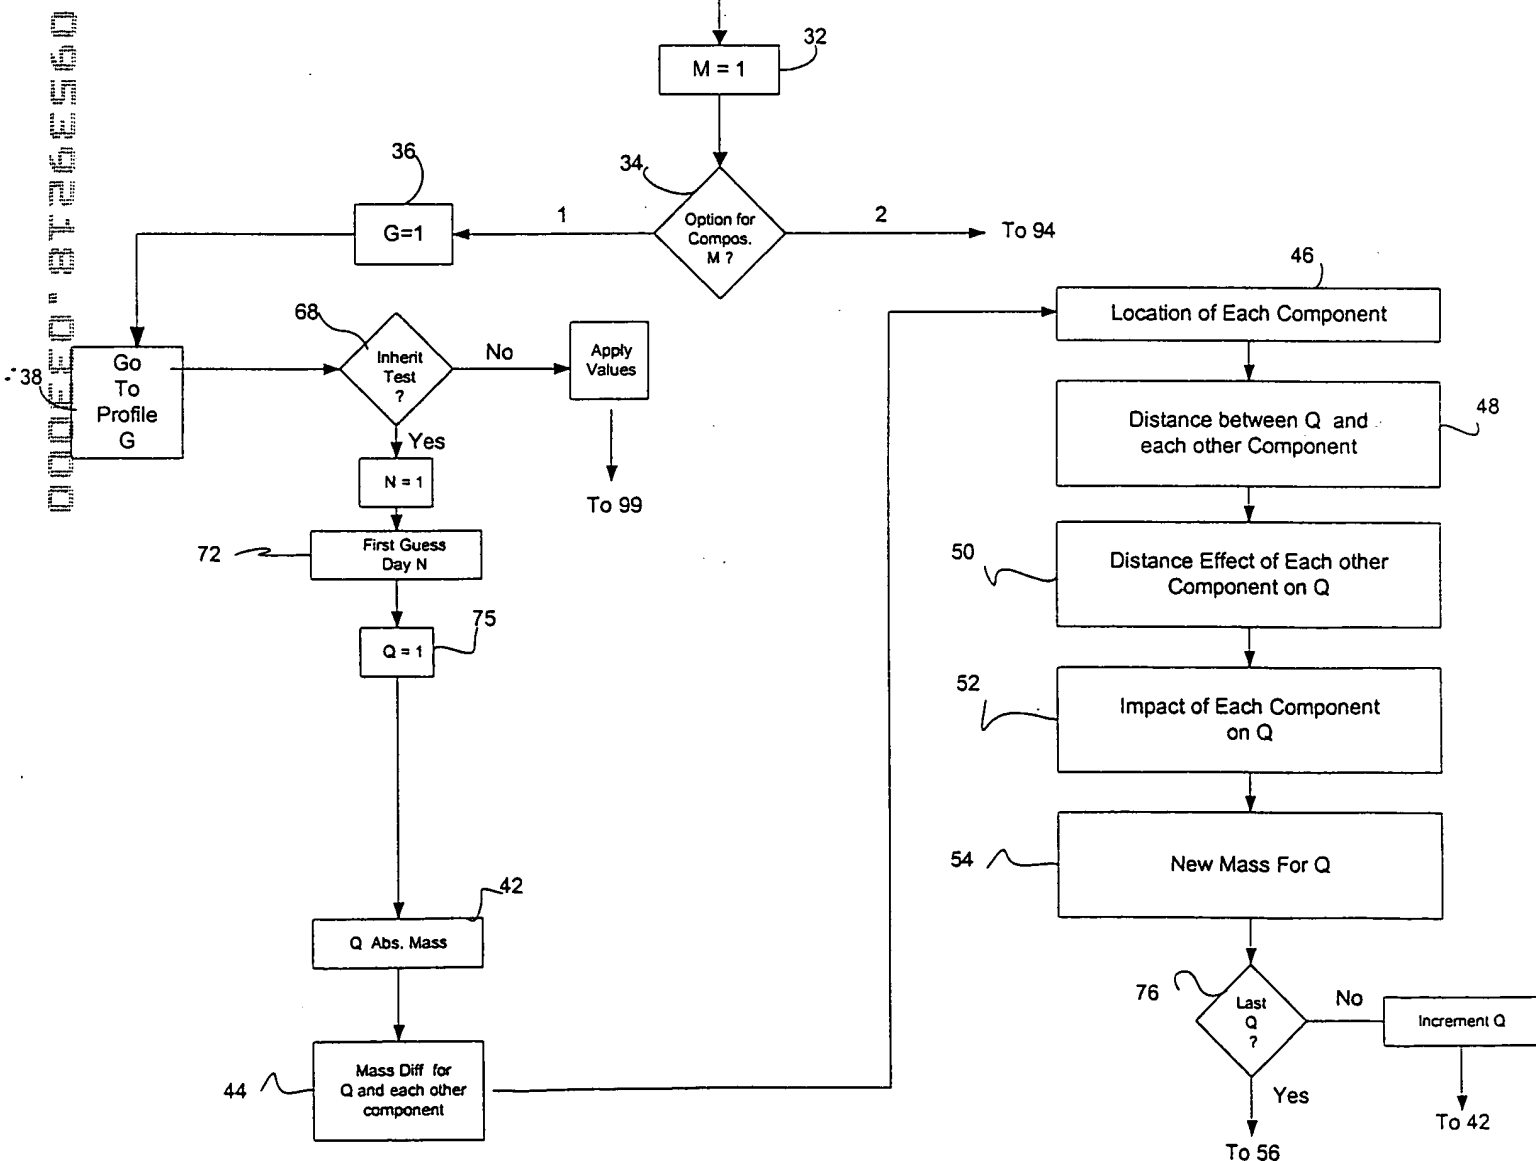 32
M = 1
36
34
1
2
G=1
Option for
Compos.
M ?
To 94
46
Location of Each Component
68
Inherit
Test
?
No
Apply
Values
38
Go
To
Profile
G
Yes
Distance between Q and
each other Component
48
N = 1
To 99
72
First Guess
Day N
50
Distance Effect of Each other
Component on Q
75
Q = 1
52
Impact of Each Component
on Q
54
New Mass For Q
42
Q Abs. Mass
76
Last
Q
?
No
Increment Q
44
Mass Diff for
Q and each other
component
Yes
To 42
To 56